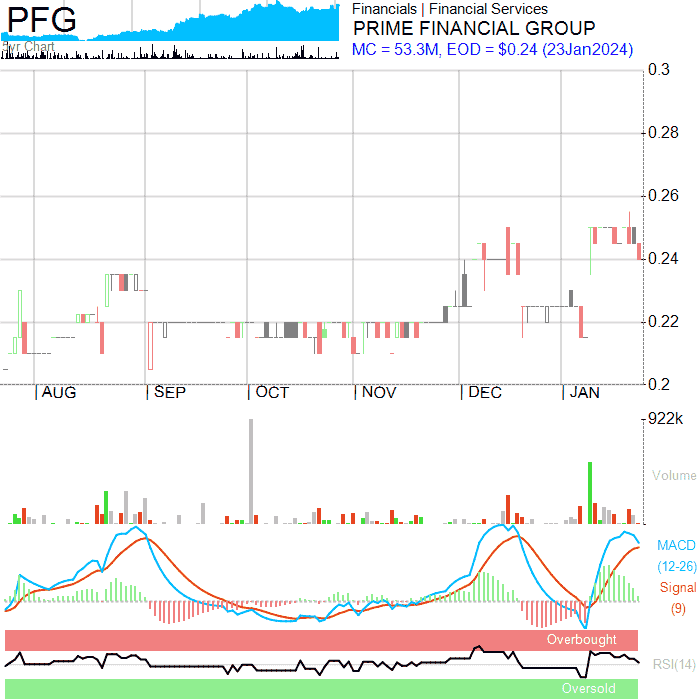 PFG
5yr Chart
Financials | Financial Services
PRIME FINANCIAL GROUP
MC = 53.3M, EOD = $0.24 (23Jan2024)
0.3
0.28
0.26
0.24
0.22
0.2
AUG SEP OCT NOV DEC JAN
922k
Volume
MACD
(12-26)
Signal
(9)
Overbought
RSI(14)
Oversold